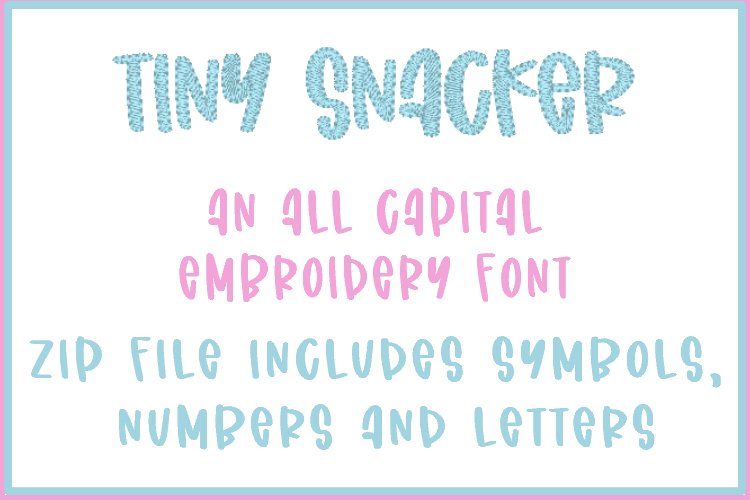 TINY SNACKER
AN ALL CAPITAL
EMBROIDERY FONT
ZIP FILE INCLUDES SYMBOLS,
NUMBERS AND LETTERS